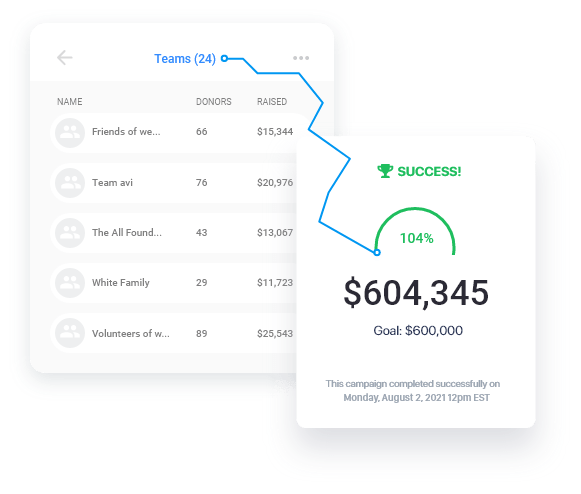 Teams (24)
NAME DONORS RAISED
Friends of we... 66 $15,344
Team avi 76 $20,976
The All Found... 43 $13,067
White Family 29 $11,723
Volunteers of w... 89 $25,543
SUCCESS!
104%
$604,345
Goal: $600,000
This campaign completed successfully on
Monday, August 2, 2021 12pm EST